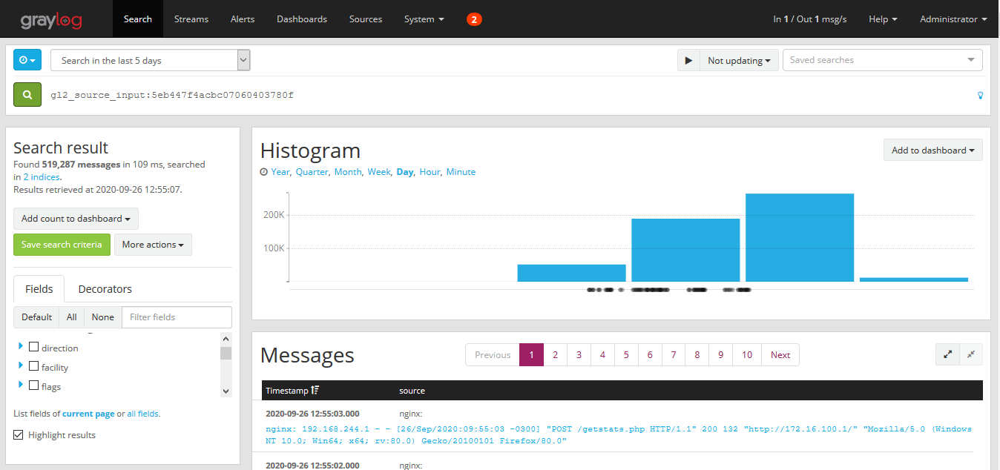 graylog Search Streams Alerts Dashboards Sources System 2 In 1 / Out 1 msg/s Help Administrator
Search in the last 5 days Not updating Saved searches
gl2_source_input:5eb447f4acbc07060403780f
Search result
Found 519,287 messages in 109 ms, searched
in 2 indices.
Results retrieved at 2020-09-26 12:55:07.
Add count to dashboard
Save search criteria More actions
Fields Decorators
Default All None Filter fields
direction
facility
flags
List fields of current page or all fields.
Highlight results
Histogram Add to dashboard
Year, Quarter, Month, Week, Day, Hour, Minute
200K
100K
Messages Previous 1 2 3 4 5 6 7 8 9 10 Next
Timestamp source
2020-09-26 12:55:03.000 nginx:
nginx: 192.168.244.1 - - [26/Sep/2020:09:55:03 -0300] "POST /getstats.php HTTP/1.1" 200 132 "http://172.16.100.1/" "Mozilla/5.0 (Windows
NT 10.0; Win64; x64; rv:80.0) Gecko/20100101 Firefox/80.0"
2020-09-26 12:55:02.000 nginx: